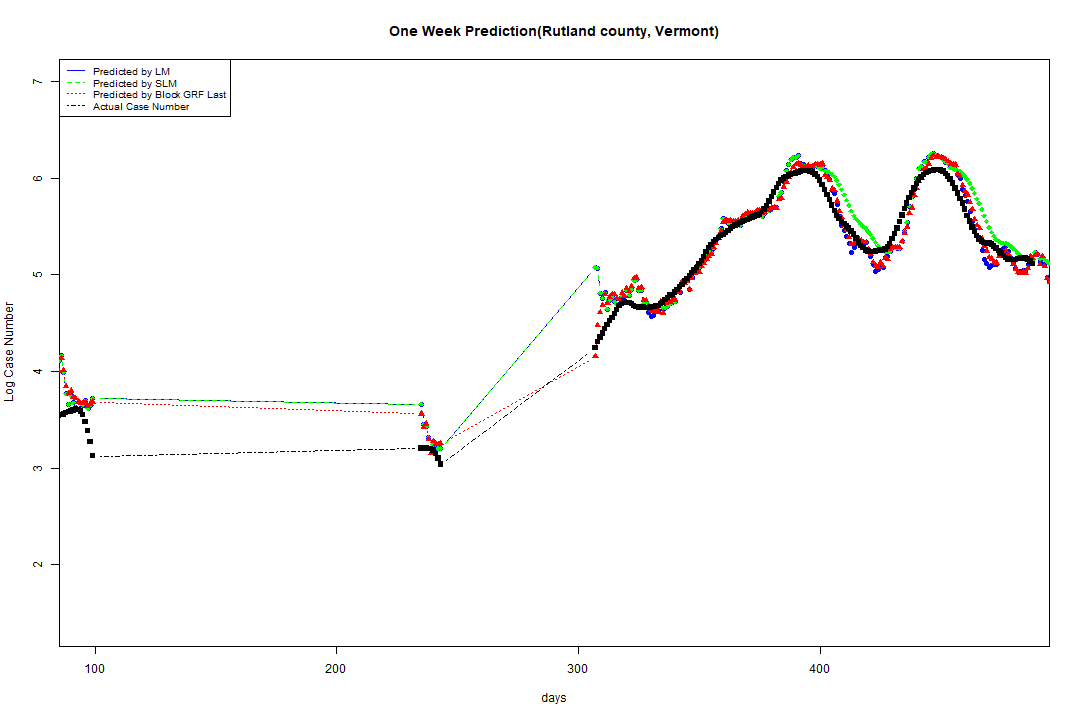 One Week Prediction(Rutland county, Vermont)
Predicted by LM
Predicted by SLM
Predicted by Block GRF Last
Actual Case Number
7
6
5
4
3
2
Log Case Number
100 200 300 400
days